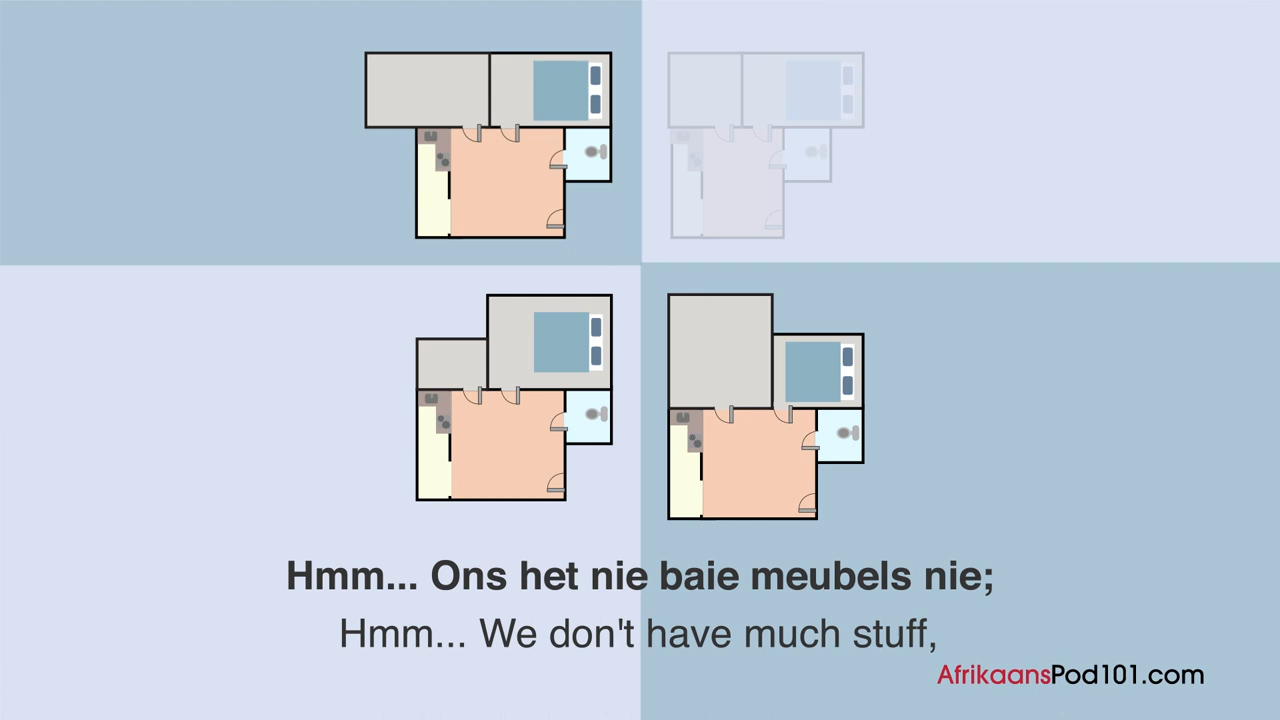 Hmm... Ons het nie baie meubels nie;
Hmm... We don't have much stuff,
AfrikaansPod101.com